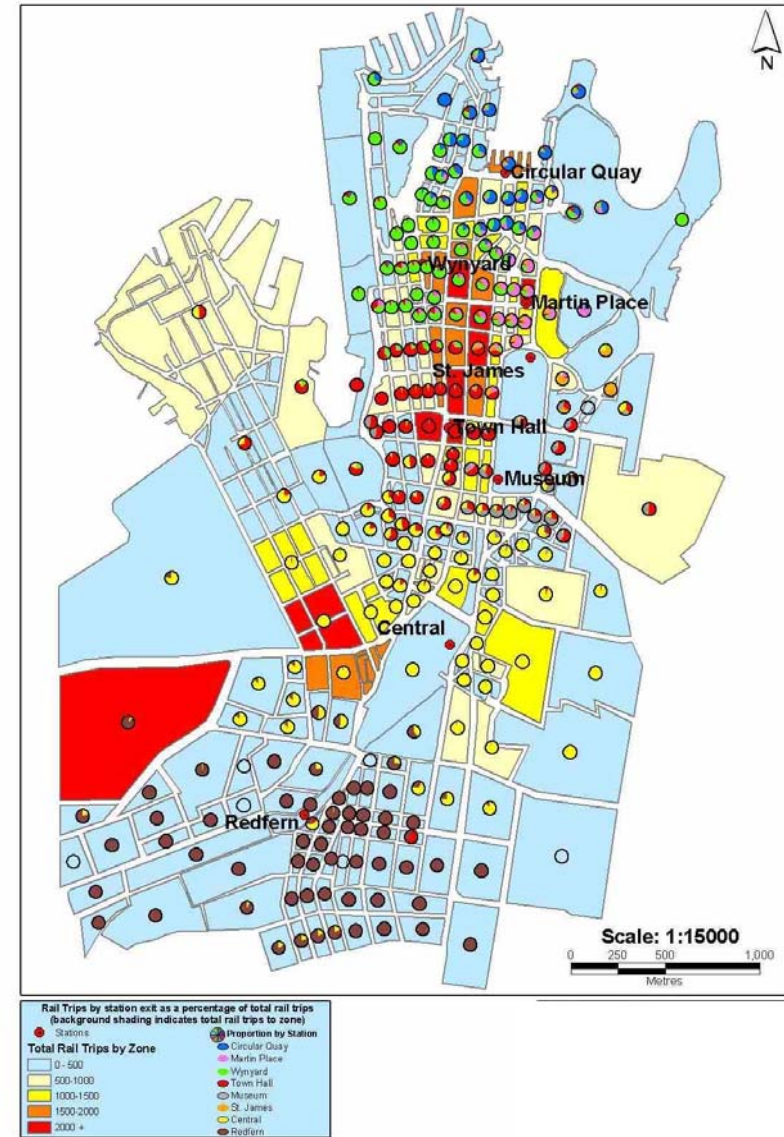 N
Circular Quay
Wynyard
Martin Place
St. James
Town Hall
Museum
Central
Redfern
Scale: 1:15000
0 250 500 1,000
Metres
Rail Trips by station exit as a percentage of total rail trips
(background shading indicates total rail trips to zone)
Stations
Total Rail Trips by Zone
0 - 500
500-1000
1000-1500
1500-2000
2000 +
Proportion by Station
Circular Quay
Martin Place
Wynyard
Town Hall
Museum
St. James
Central
Redfern